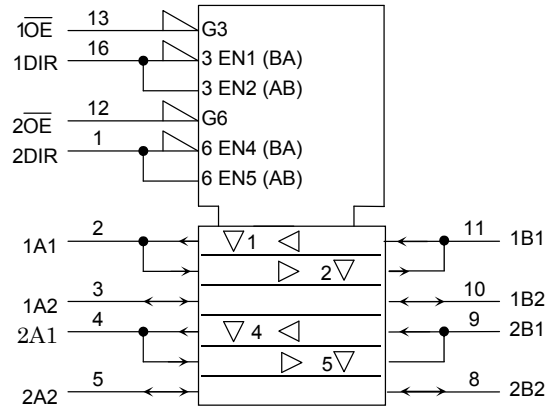 1O̅E̅ 13 G3
1DIR 16 3 EN1 (BA)
3 EN2 (AB)
2O̅E̅ 12 G6
2DIR 1 6 EN4 (BA)
6 EN5 (AB)
1A1 2 ▽1 ◁ 11 1B1
▷ 2▽
1A2 3 10 1B2
2A1 4 ▽4 ◁ 9 2B1
▷ 5▽
2A2 5 8 2B2